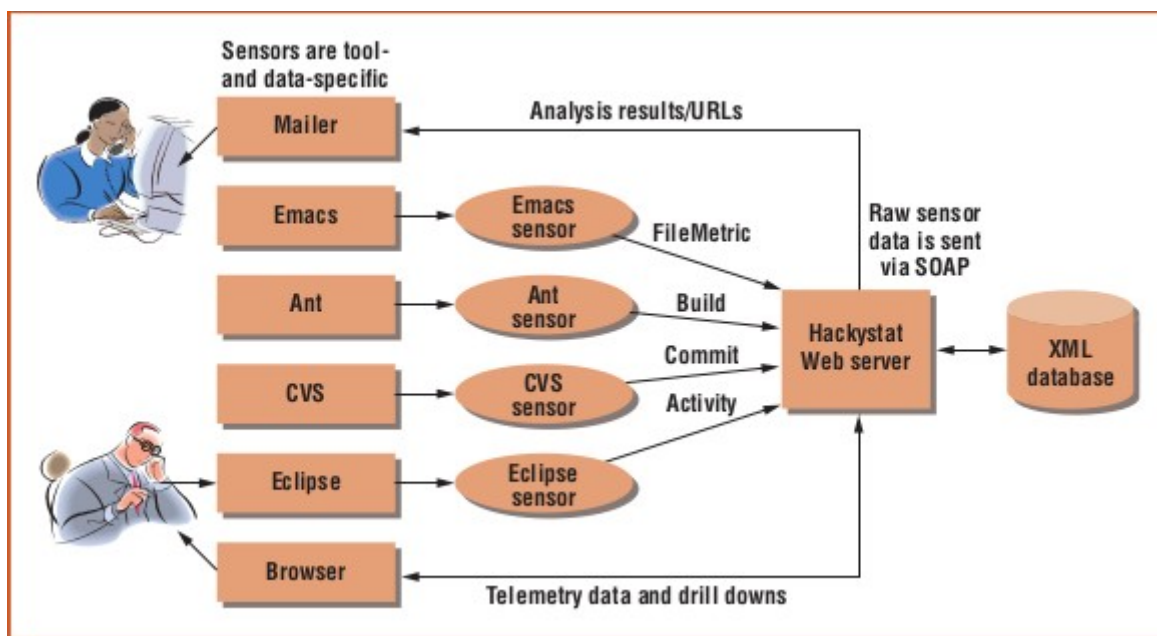 Sensors are tool-
and data-specific
Mailer
Analysis results/URLs
Emacs
Emacs
sensor
FileMetric
Raw sensor
data is sent
via SOAP
Ant
Ant
sensor
Build
Hackystat
Web server
XML
database
CVS
CVS
sensor
Commit
Activity
Eclipse
Eclipse
sensor
Browser
Telemetry data and drill downs